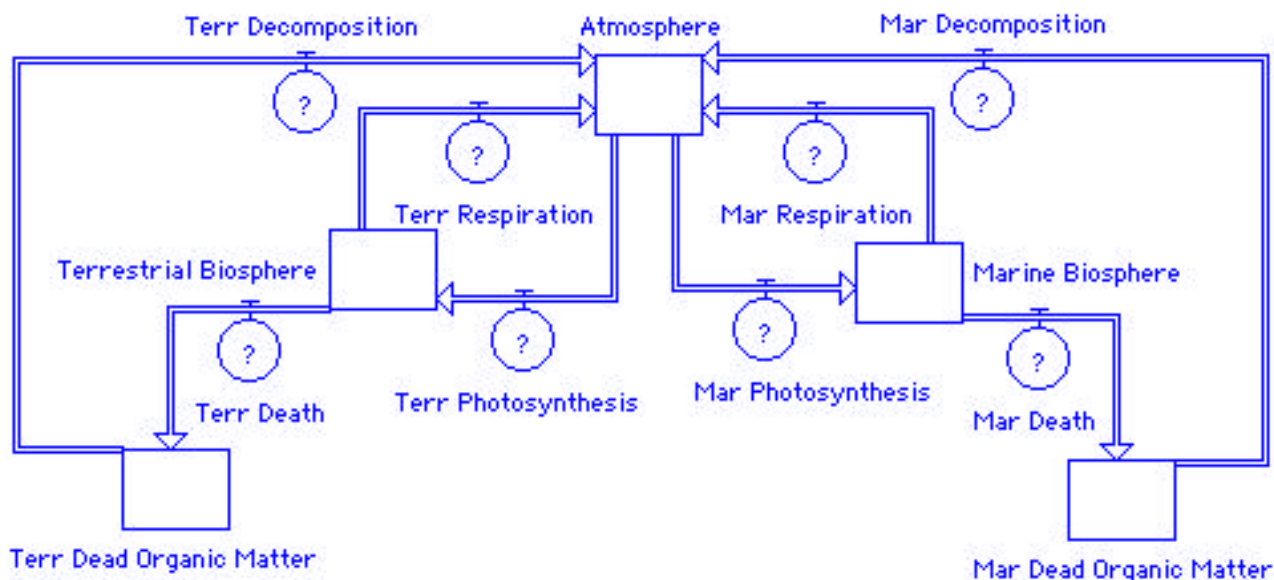 Terr Decomposition
Atmosphere
Mar Decomposition
?
?
?
?
Terr Respiration
Mar Respiration
Terrestrial Biosphere
Marine Biosphere
?
?
?
?
Terr Death
Terr Photosynthesis
Mar Photosynthesis
Mar Death
Terr Dead Organic Matter
Mar Dead Organic Matter